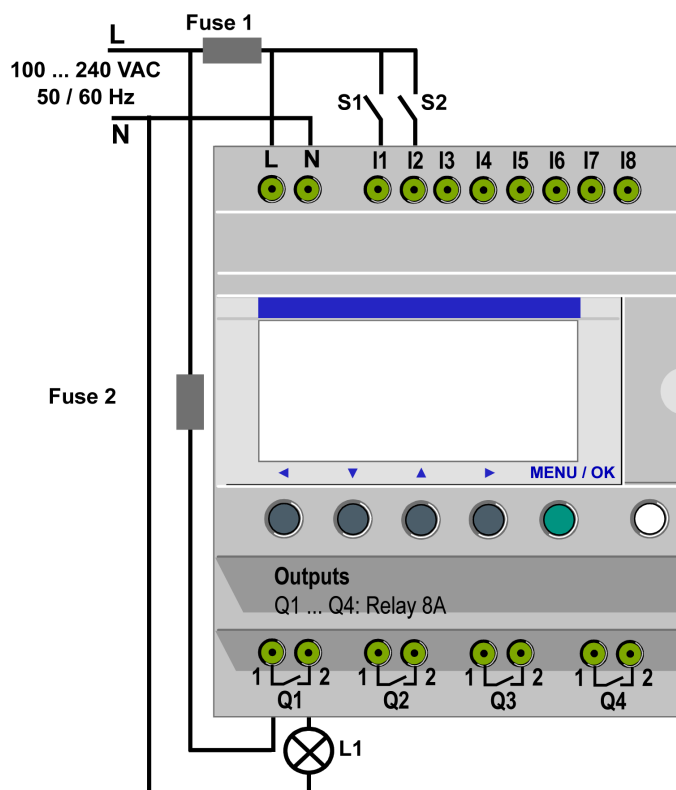 Fuse 1
L
100 ... 240 VAC
50 / 60 Hz
S1 S2
N
L N I1 I2 I3 I4 I5 I6 I7 I8
Fuse 2
MENU / OK
Outputs
Q1 ... Q4: Relay 8A
1 2 1 2 1 2 1 2
Q1 Q2 Q3 Q4
L1